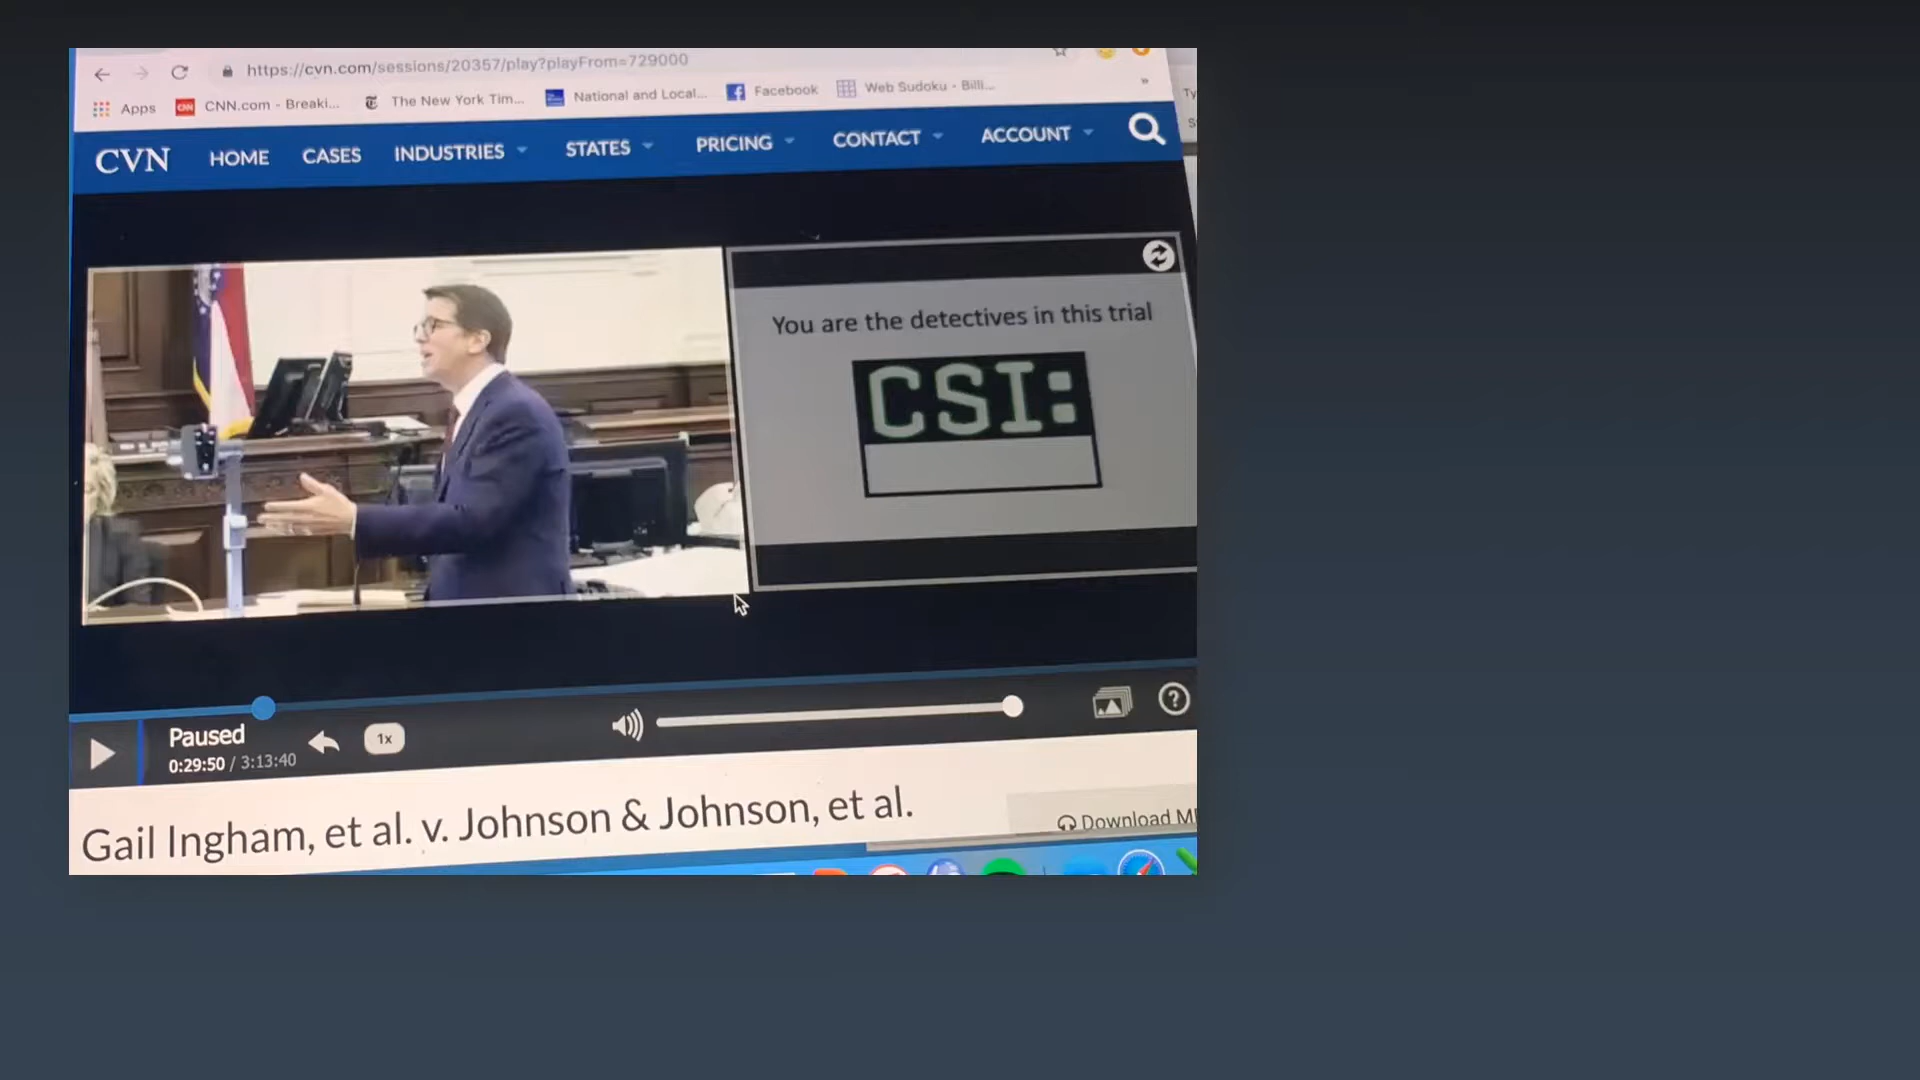 https://cvn.com/sessions/20357/play?playFrom=729000
Apps CNN.com - Breaki... The New York Tim... National and Local... Facebook Web Sudoku - Billi... »
CVN HOME CASES INDUSTRIES STATES PRICING CONTACT ACCOUNT
You are the detectives in this trial
CSI:
Paused
0:29:50 / 3:13:40
1x
Gail Ingham, et al. v. Johnson & Johnson, et al.
Download